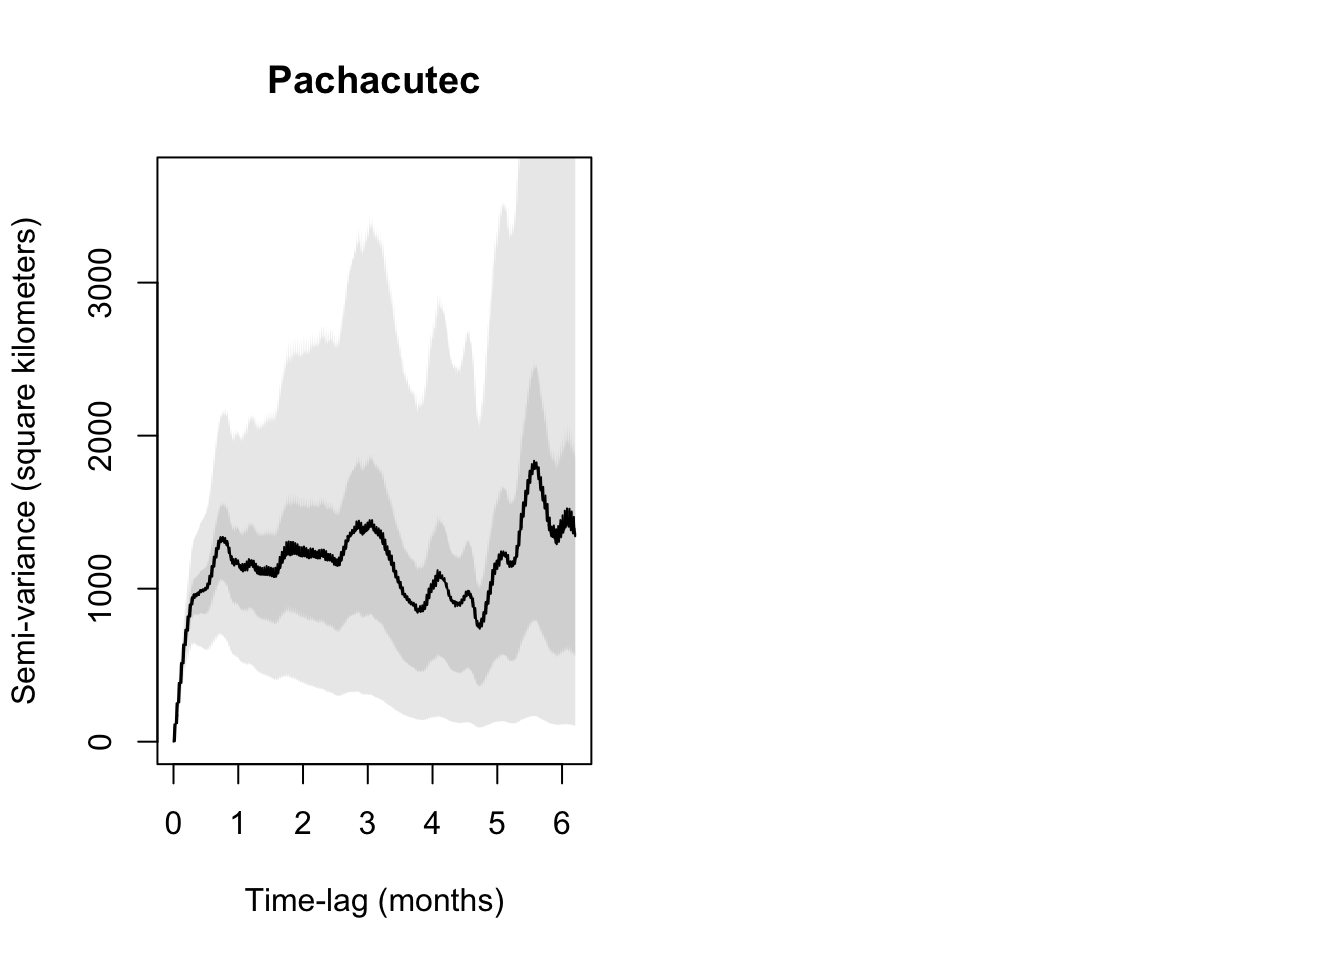 Pachacutec
Semi-variance (square kilometers)
3000
2000
1000
0
0 1 2 3 4 5 6
Time-lag (months)